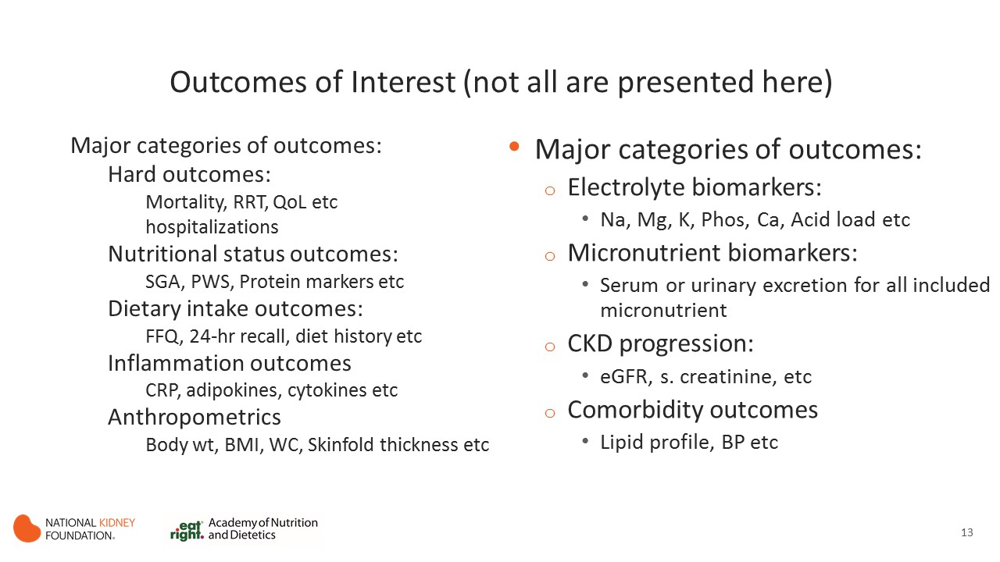 Outcomes of Interest (not all are presented here)
Major categories of outcomes:
Hard outcomes:
Mortality, RRT, QoL etc
hospitalizations
Nutritional status outcomes:
SGA, PWS, Protein markers etc
Dietary intake outcomes:
FFQ, 24-hr recall, diet history etc
Inflammation outcomes
CRP, adipokines, cytokines etc
Anthropometrics
Body wt, BMI, WC, Skinfold thickness etc
• Major categories of outcomes:
o Electrolyte biomarkers:
• Na, Mg, K, Phos, Ca, Acid load etc
o Micronutrient biomarkers:
• Serum or urinary excretion for all included
micronutrient
o CKD progression:
• eGFR, s. creatinine, etc
o Comorbidity outcomes
• Lipid profile, BP etc
NATIONAL KIDNEY
FOUNDATION®
eat
right.
Academy of Nutrition
and Dietetics
13